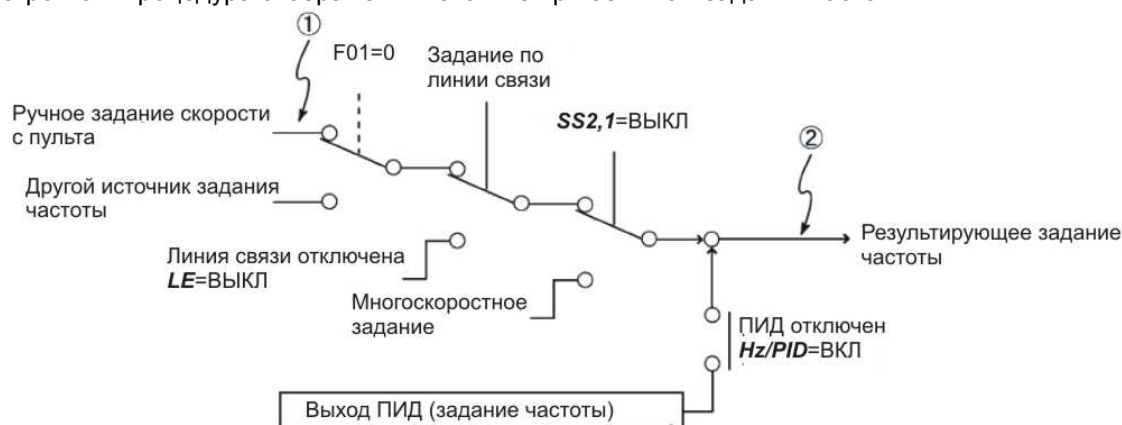 ①
F01=0
Задание по
линии связи
Ручное задание скорости
с пульта
SS2,1=ВЫКЛ
②
Другой источник задания
частоты
Результирующее задание
частоты
Линия связи отключена
LE=ВЫКЛ
Многоскоростное
задание
ПИД отключен
Hz/PID=ВКЛ
Выход ПИД (задание частоты)